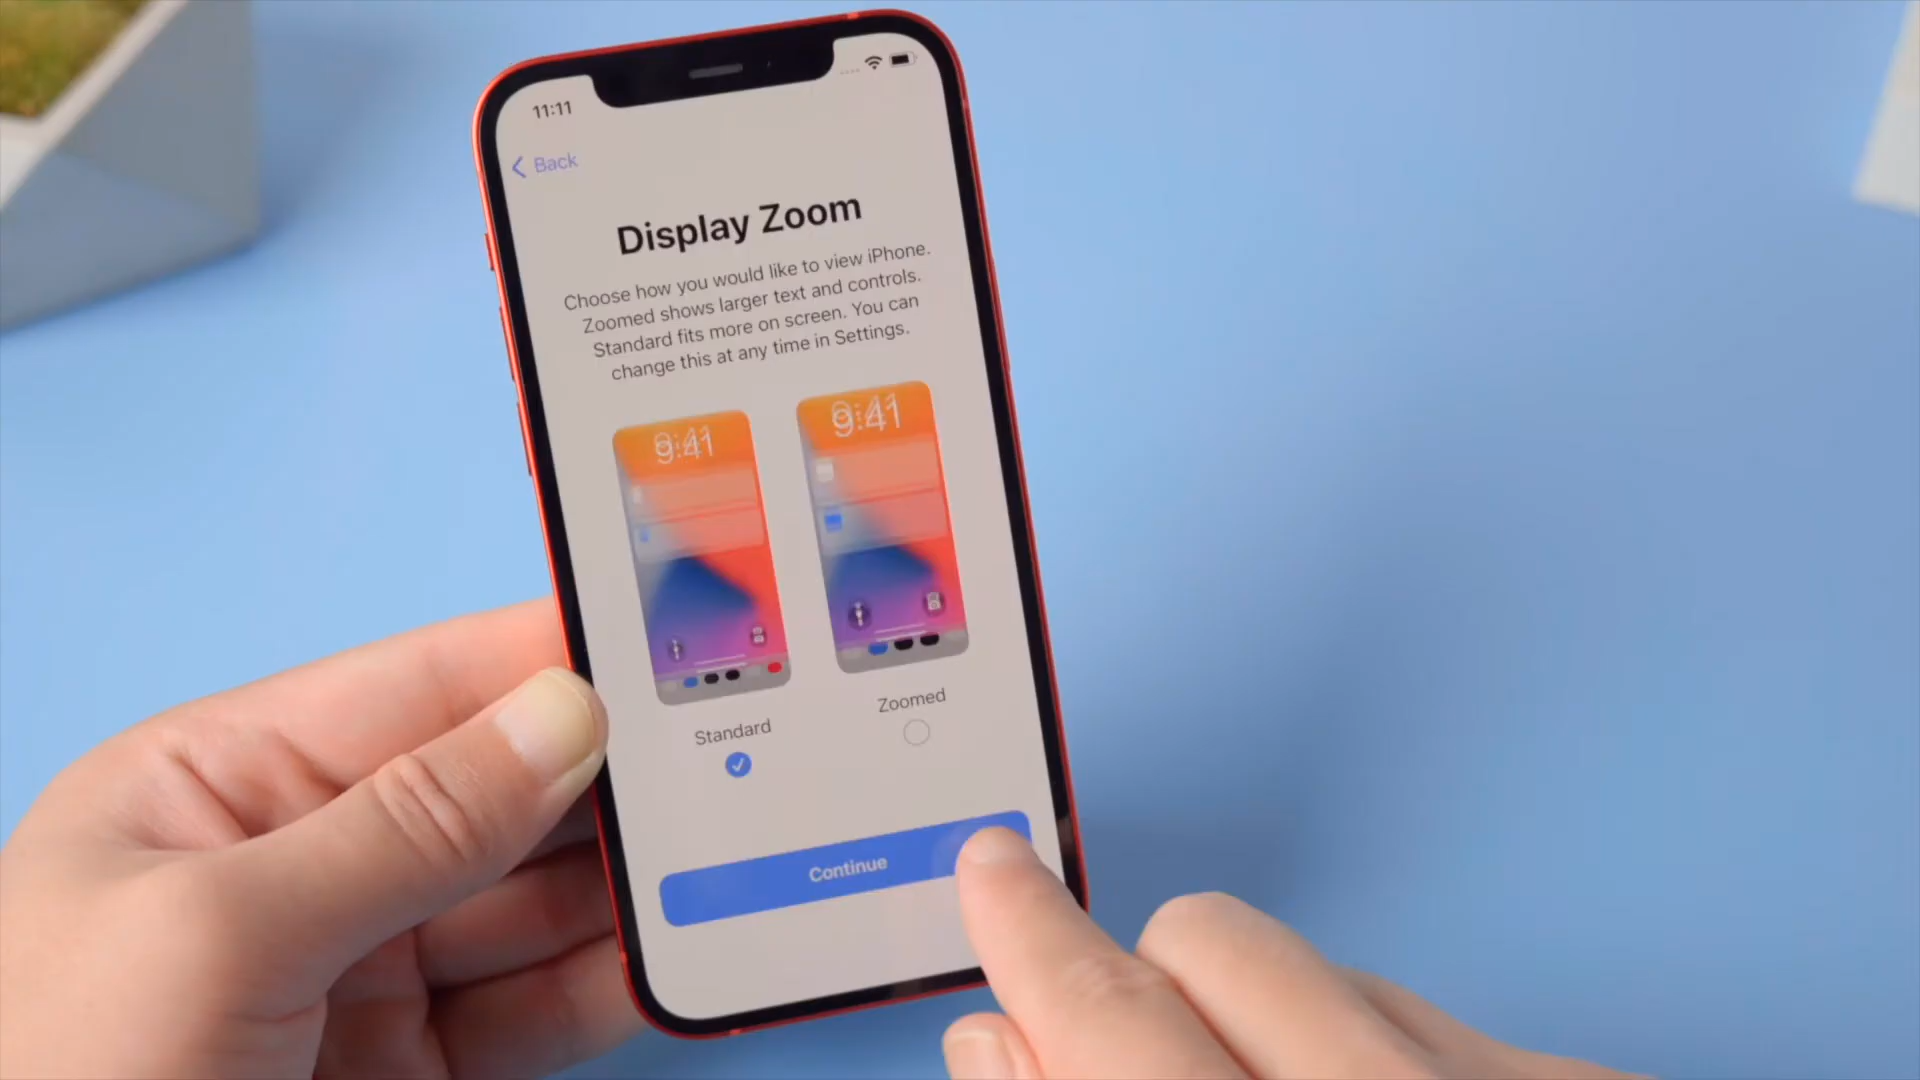 11:11
Back
Display Zoom
Choose how you would like to view iPhone.
Zoomed shows larger text and controls.
Standard fits more on screen. You can
change this at any time in Settings.
9:41
9:41
Standard
Zoomed
Continue